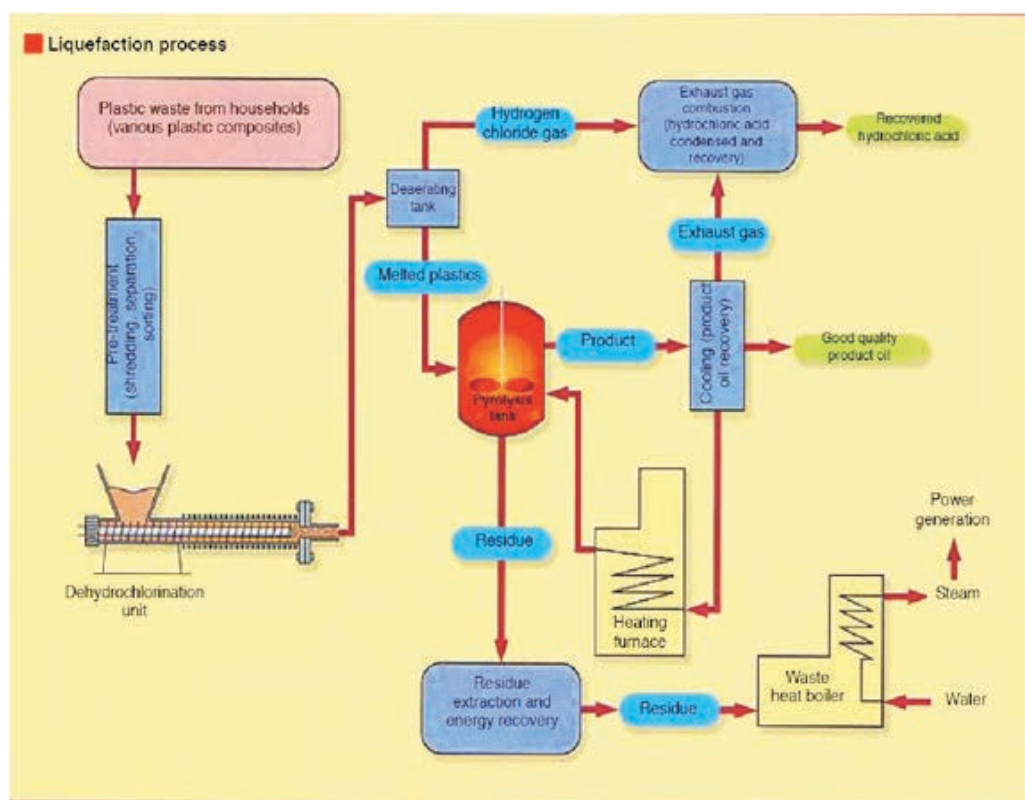 Liquefaction process
Plastic waste from households
(various plastic composites)
Pre-treatment
(shredding, separation,
sorting)
Dehydrochlorination
unit
Deaerating
tank
Hydrogen
chloride gas
Exhaust gas
combustion
(hydrochloric acid
condensed and
recovery)
Recovered
hydrochloric acid
Exhaust gas
Melted plastics
Pyrolysis
tank
Product
Cooling (product
oil recovery)
Good quality
product oil
Residue
Heating
furnace
Residue
extraction and
energy recovery
Residue
Waste
heat boiler
Power
generation
Steam
Water